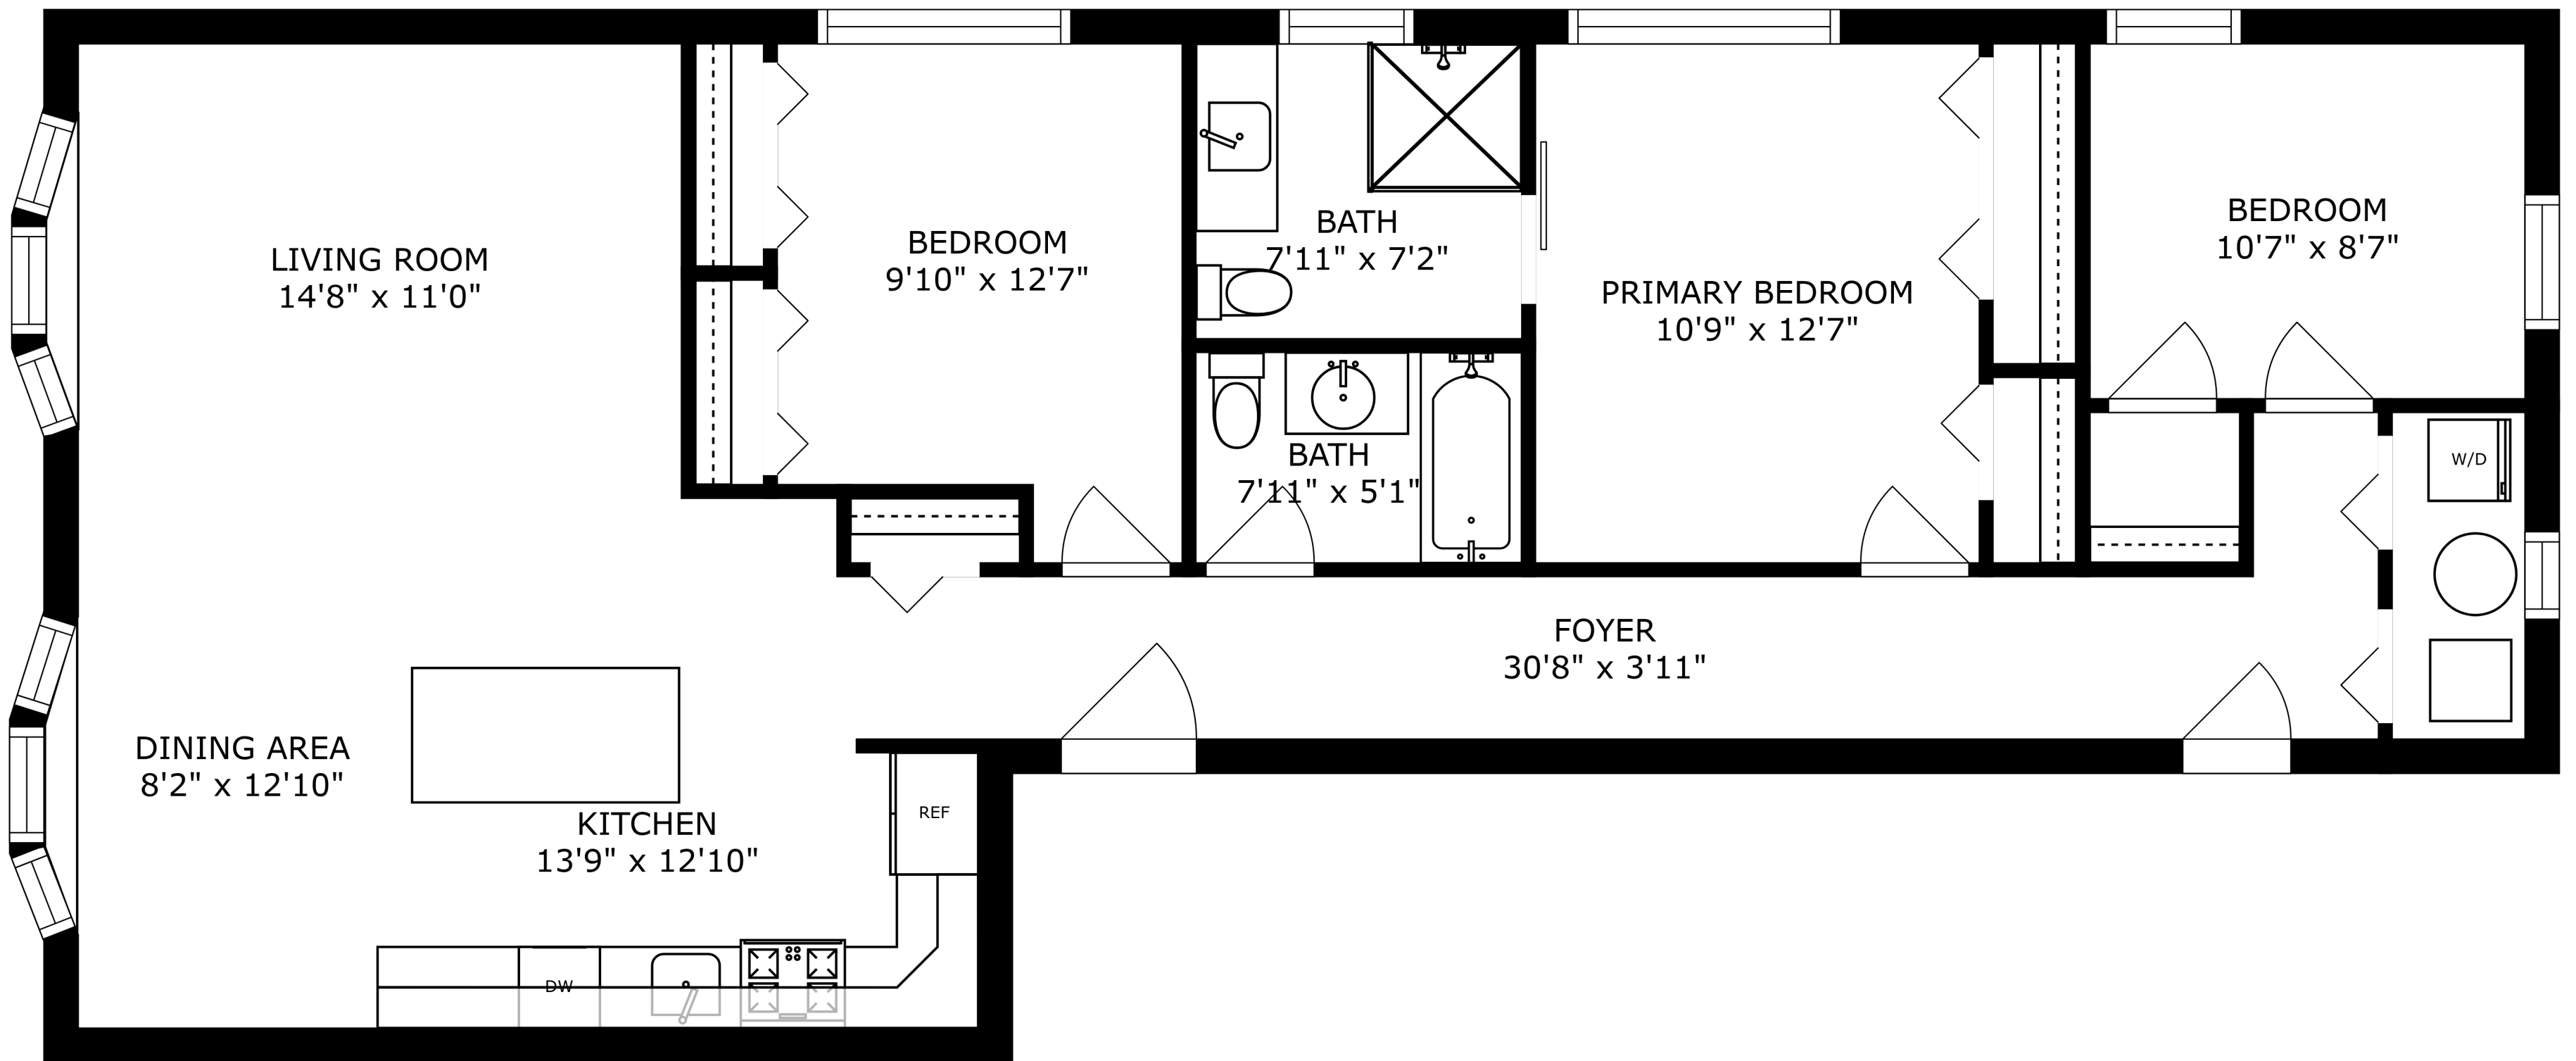 LIVING ROOM
14'8" x 11'0"
BEDROOM
9'10" x 12'7"
BATH
7'11" x 7'2"
PRIMARY BEDROOM
10'9" x 12'7"
BEDROOM
10'7" x 8'7"
BATH
7'11" x 5'1"
W/D
FOYER
30'8" x 3'11"
DINING AREA
8'2" x 12'10"
KITCHEN
13'9" x 12'10"
REF
DW